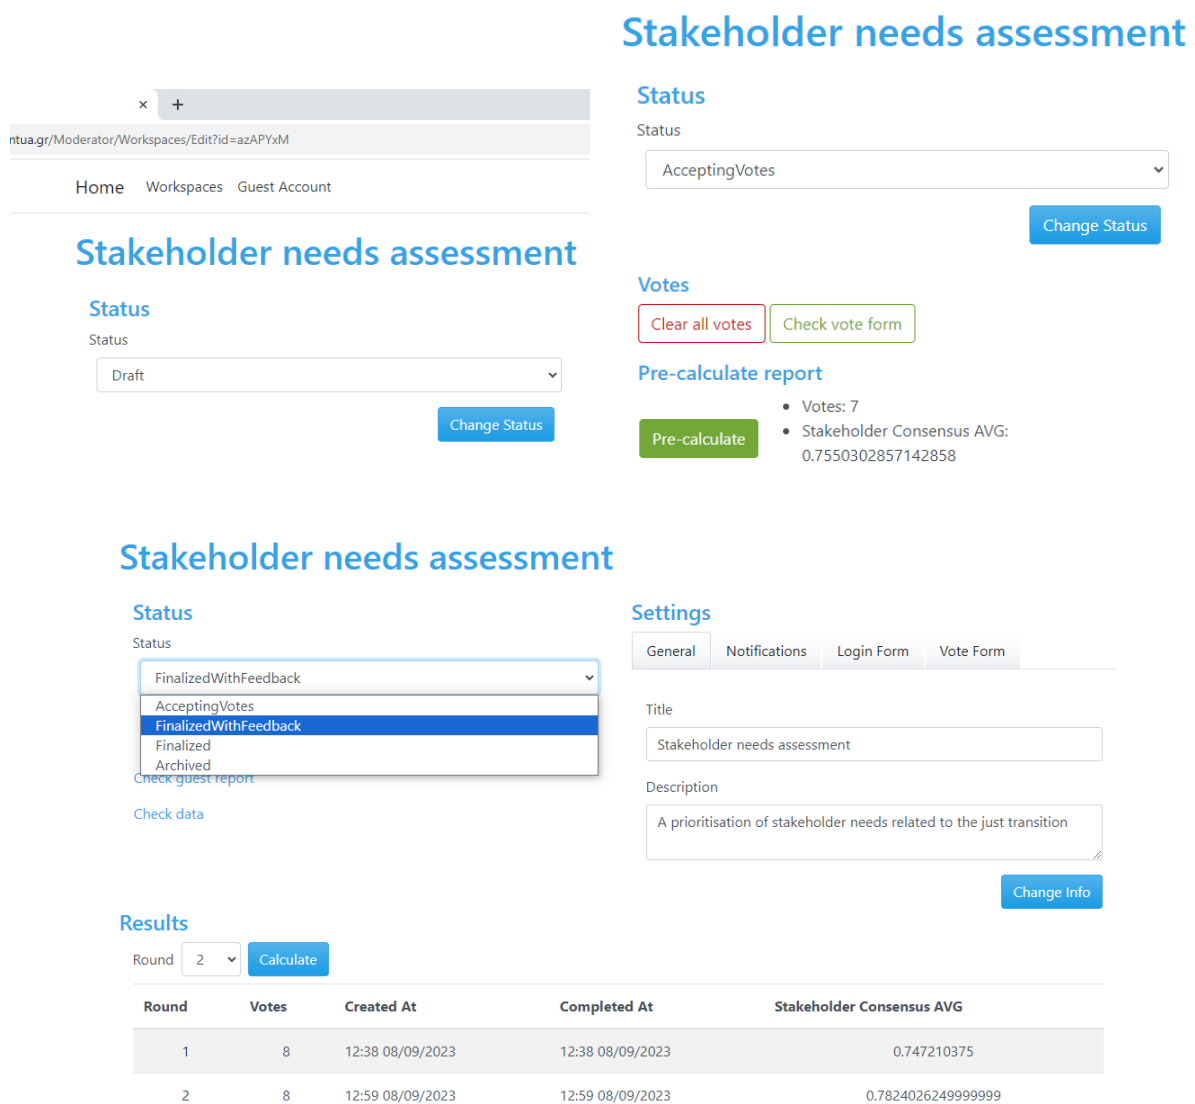 ntua.gr/Moderator/Workspaces/Edit?id=azAPYxM
Home Workspaces Guest Account
Stakeholder needs assessment
Status
Status
Draft
Change Status
Stakeholder needs assessment
Status
Status
AcceptingVotes
Change Status
Votes
Clear all votes Check vote form
Pre-calculate report
Pre-calculate
• Votes: 7
• Stakeholder Consensus AVG:
0.7550302857142858
Stakeholder needs assessment
Status
Status
FinalizedWithFeedback
AcceptingVotes
FinalizedWithFeedback
Finalized
Archived
Check guest report
Check data
Settings
General Notifications Login Form Vote Form
Title
Stakeholder needs assessment
Description
A prioritisation of stakeholder needs related to the just transition
Change Info
Results
Round 2 Calculate
Round Votes Created At Completed At Stakeholder Consensus AVG
1 8 12:38 08/09/2023 12:38 08/09/2023 0.747210375
2 8 12:59 08/09/2023 12:59 08/09/2023 0.7824026249999999